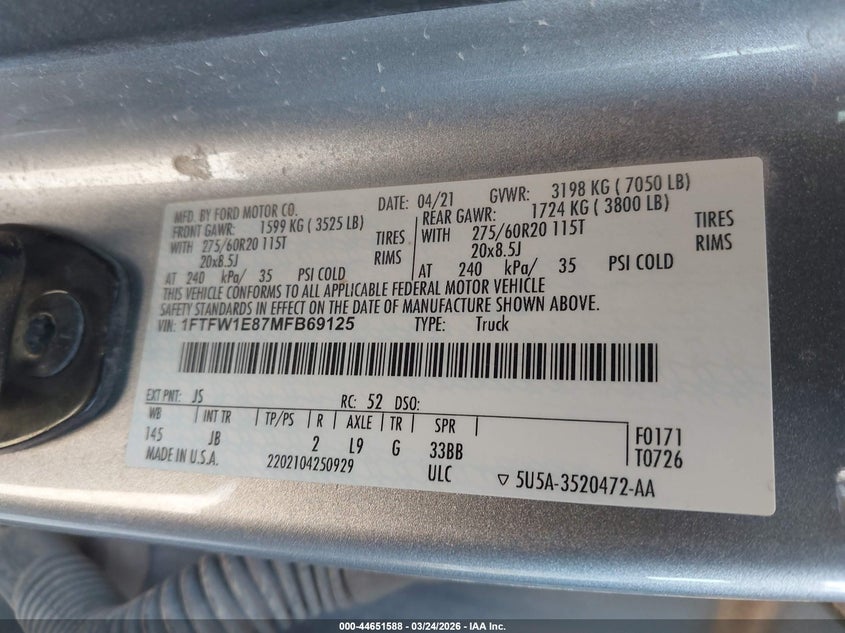 MFD. BY FORD MOTOR CO. DATE: 04/21 GVWR: 3198 KG ( 7050 LB)
FRONT GAWR: 1599 KG ( 3525 LB) REAR GAWR: 1724 KG ( 3800 LB)
WITH 275/60R20 115T TIRES WITH 275/60R20 115T TIRES
20x8.5J RIMS 20x8.5J RIMS
AT 240 kPa/ 35 PSI COLD AT 240 kPa/ 35 PSI COLD
THIS VEHICLE CONFORMS TO ALL APPLICABLE FEDERAL MOTOR VEHICLE
SAFETY STANDARDS IN EFFECT ON THE DATE OF MANUFACTURE SHOWN ABOVE.
VIN: 1FTFW1E87MFB69125 TYPE: Truck
EXT PNT: JS RC: 52 DSO:
WB INT TR TP/PS R AXLE TR SPR
145 JB 2 L9 G 33BB F0171
MADE IN U.S.A. 2202104250929 ULC T0726
▽ 5U5A-3520472-AA
000-44651588 - 03/24/2026 - IAA Inc.